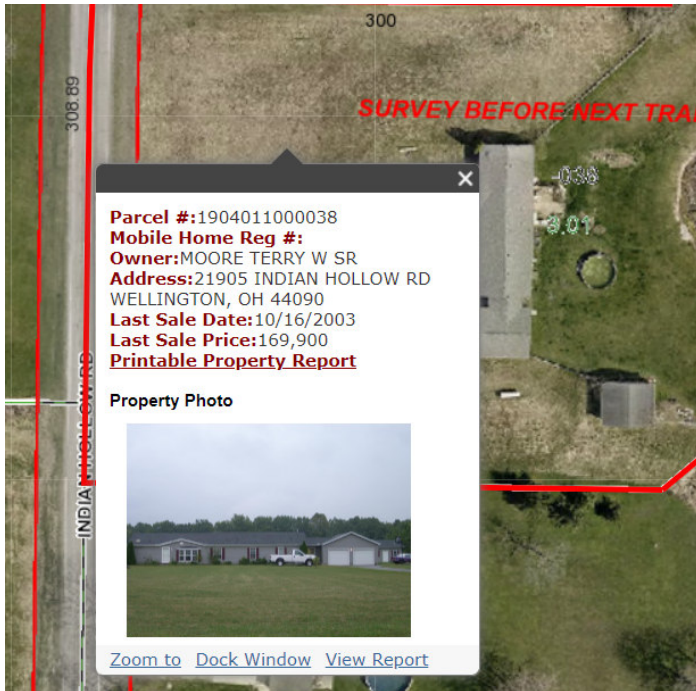 300
308.89
SURVEY BEFORE NEXT TRA
Parcel #:1904011000038
Mobile Home Reg #:
Owner:MOORE TERRY W SR
Address:21905 INDIAN HOLLOW RD
WELLINGTON, OH 44090
Last Sale Date:10/16/2003
Last Sale Price:169,900
Printable Property Report
Property Photo
INDIAN HOLLOW RD
Zoom to Dock Window View Report